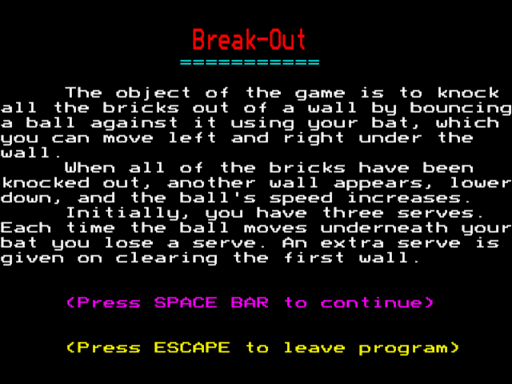 Break-Out
===========
The object of the game is to knock
all the bricks out of a wall by bouncing
a ball against it using your bat, which
you can move left and right under the
wall.
When all of the bricks have been
knocked out, another wall appears, lower
down, and the ball's speed increases.
Initially, you have three serves.
Each time the ball moves underneath your
bat you lose a serve. An extra serve is
given on clearing the first wall.
(Press SPACE BAR to continue)
(Press ESCAPE to leave program)